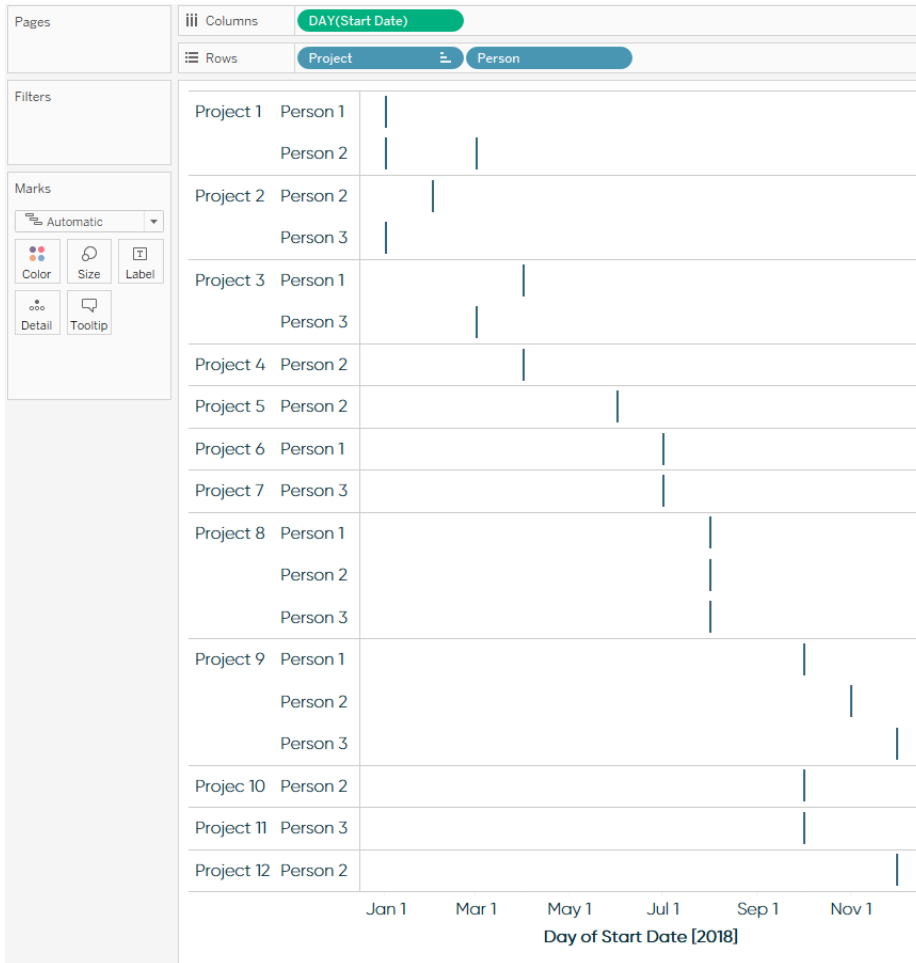 Pages
Columns DAY(Start Date)
Rows Project Person
Filters
Marks
Automatic
Color Size Label
Detail Tooltip
Project 1 Person 1
Person 2
Project 2 Person 2
Person 3
Project 3 Person 1
Person 3
Project 4 Person 2
Project 5 Person 2
Project 6 Person 1
Project 7 Person 3
Project 8 Person 1
Person 2
Person 3
Project 9 Person 1
Person 2
Person 3
Projec 10 Person 2
Project 11 Person 3
Project 12 Person 2
Jan 1 Mar 1 May 1 Jul 1 Sep 1 Nov 1
Day of Start Date [2018]